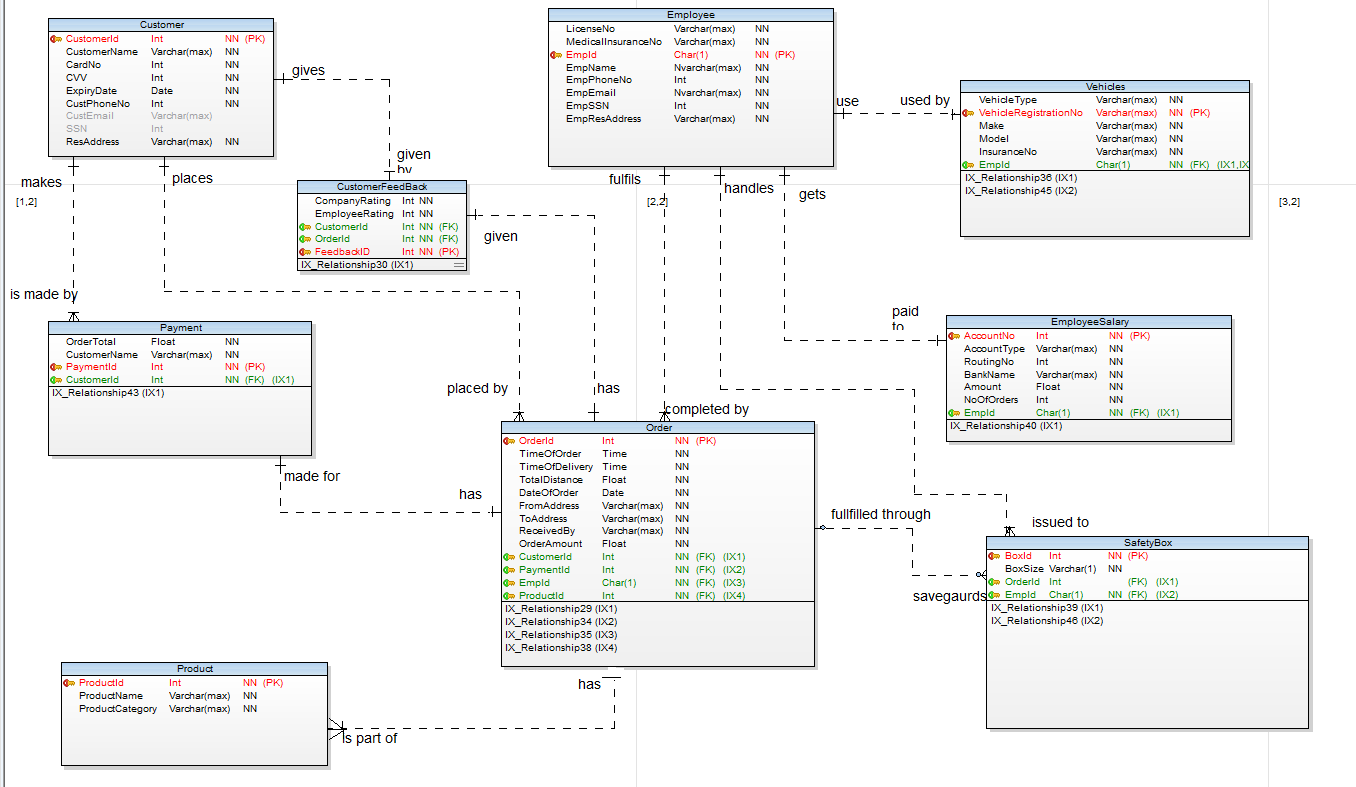 Customer
CustomerId Int NN (PK)
CustomerName Varchar(max) NN
CardNo Int NN
CVV Int NN
ExpiryDate Date NN
CustPhoneNo Int NN
CustEmail Varchar(max)
SSN Int
ResAddress Varchar(max) NN
gives
given
by
makes
places
[1,2]
is made by
Employee
LicenseNo Varchar(max) NN
MedicalInsuranceNo Varchar(max) NN
EmpId Char(1) NN (PK)
EmpName Nvarchar(max) NN
EmpPhoneNo Int NN
EmpEmail Nvarchar(max) NN
EmpSSN Int NN
EmpResAddress Varchar(max) NN
use
used by
fulfils
handles
gets
[2,2]
Vehicles
VehicleType Varchar(max) NN
VehicleRegistrationNo Varchar(max) NN (PK)
Make Varchar(max) NN
Model Varchar(max) NN
InsuranceNo Varchar(max) NN
EmpId Char(1) NN (FK) (IX1,IX
IX_Relationship36 (IX1)
IX_Relationship45 (IX2)
[3,2]
CustomerFeedBack
CompanyRating Int NN
EmployeeRating Int NN
CustomerId Int NN (FK)
OrderId Int NN (FK)
FeedbackID Int NN (PK)
IX_Relationship30 (IX1)
given
has
Payment
OrderTotal Float NN
CustomerName Varchar(max) NN
PaymentId Int NN (PK)
CustomerId Int NN (FK) (IX1)
IX_Relationship43 (IX1)
made for
has
placed by
completed by
paid
to
EmployeeSalary
AccountNo Int NN (PK)
AccountType Varchar(max) NN
RoutingNo Int NN
BankName Varchar(max) NN
Amount Float NN
NoOfOrders Int NN
EmpId Char(1) NN (FK) (IX1)
IX_Relationship40 (IX1)
Order
OrderId Int NN (PK)
TimeOfOrder Time NN
TimeOfDelivery Time NN
TotalDistance Float NN
DateOfOrder Date NN
FromAddress Varchar(max) NN
ToAddress Varchar(max) NN
ReceivedBy Varchar(max) NN
OrderAmount Float NN
CustomerId Int NN (FK) (IX1)
PaymentId Int NN (FK) (IX2)
EmpId Char(1) NN (FK) (IX3)
ProductId Int NN (FK) (IX4)
IX_Relationship29 (IX1)
IX_Relationship34 (IX2)
IX_Relationship35 (IX3)
IX_Relationship38 (IX4)
fullfilled through
issued to
savegaurds
SafetyBox
BoxId Int NN (PK)
BoxSize Varchar(1) NN
OrderId Int (FK) (IX1)
EmpId Char(1) NN (FK) (IX2)
IX_Relationship39 (IX1)
IX_Relationship46 (IX2)
Product
ProductId Int NN (PK)
ProductName Varchar(max) NN
ProductCategory Varchar(max) NN
has
is part of